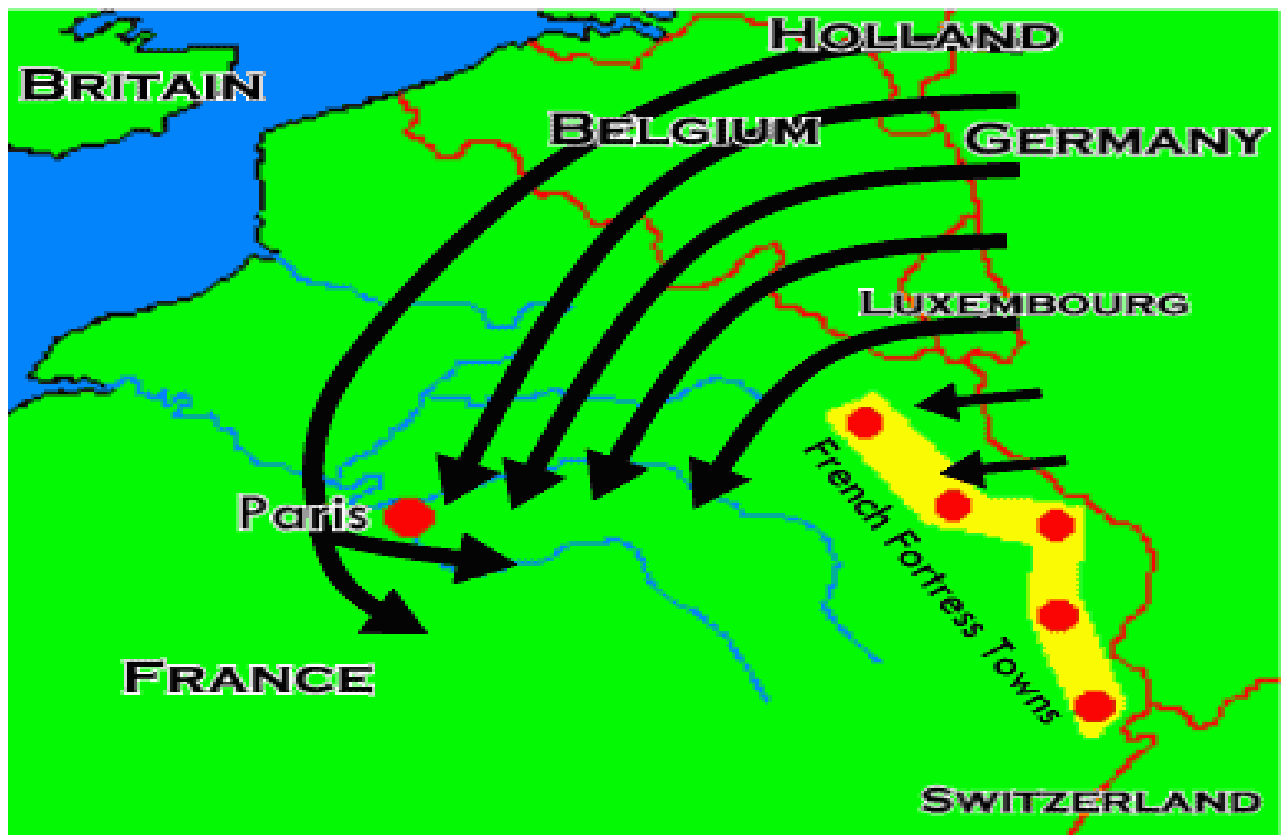 HOLLAND
BRITAIN
BELGIUM
GERMANY
LUXEMBOURG
French Fortress Towns
Paris
FRANCE
SWITZERLAND